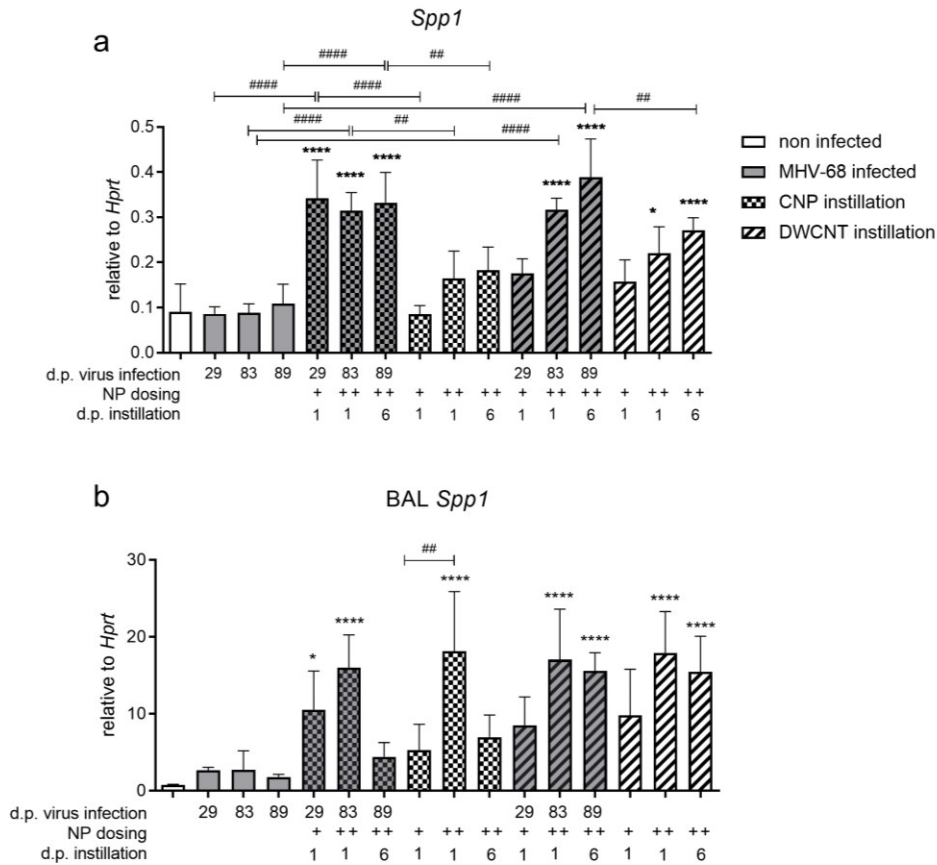 Spp1
a
#### ##
#### #### ####
##
#### ## ####
relative to Hprt
0.5
0.4
0.3
0.2
0.1
0.0
**** **** **** **** **** * ****
non infected
MHV-68 infected
CNP instillation
DWCNT instillation
d.p. virus infection 29 83 89 29 83 89 29 83 89
NP dosing + ++ ++ + ++ ++ + ++ ++ + ++ ++
d.p. instillation 1 1 6 1 1 6 1 1 6 1 1 6
b
BAL Spp1
relative to Hprt
30
20
10
0
##
* **** **** **** **** **** ****
d.p. virus infection 29 83 89 29 83 89 29 83 89
NP dosing + ++ ++ + ++ ++ + ++ ++ + ++ ++
d.p. instillation 1 1 6 1 1 6 1 1 6 1 1 6